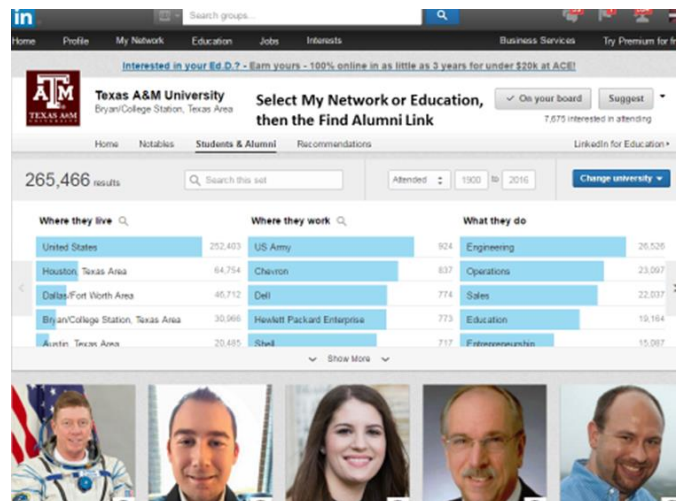 in
Search groups...
Home Profile My Network Education Jobs Interests Business Services Try Premium for fr
Interested in your Ed.D.? - Earn yours - 100% online in as little as 3 years for under $20k at ACE!
Texas A&M University
Bryan/College Station, Texas Area
ATM
TEXAS A&M
UNIVERSITY
Select My Network or Education,
then the Find Alumni Link
On your board Suggest
7,675 interested in attending
Home Notables Students & Alumni Recommendations LinkedIn for Education
265,466 results Search this set Attended 1900 to 2016 Change university
Where they live Where they work What they do
United States 252,403 US Army 924 Engineering 26,526
Houston, Texas Area 64,754 Chevron 837 Operations 23,097
Dallas/Fort Worth Area 46,712 Dell 774 Sales 22,037
Bryan/College Station, Texas Area 30,966 Hewlett Packard Enterprise 773 Education 19,164
Austin, Texas Area 20,485 Shell 717 Entrepreneurship 15,087
Show More